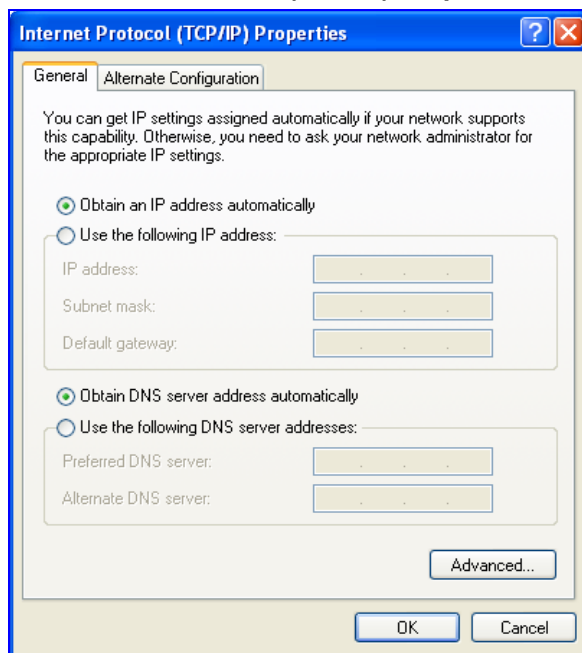 Internet Protocol (TCP/IP) Properties
General
Alternate Configuration
You can get IP settings assigned automatically if your network supports
this capability. Otherwise, you need to ask your network administrator for
the appropriate IP settings.
Obtain an IP address automatically
Use the following IP address:
IP address:
Subnet mask:
Default gateway:
Obtain DNS server address automatically
Use the following DNS server addresses:
Preferred DNS server:
Alternate DNS server:
Advanced...
OK
Cancel